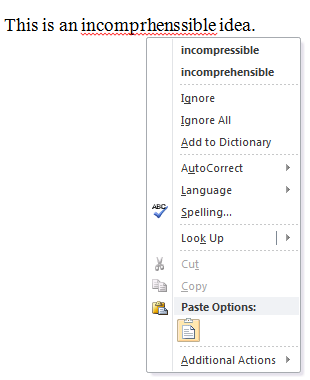 This is an incomprhenssible idea.
incompressible
incomprehensible
Ignore
Ignore All
Add to Dictionary
AutoCorrect
Language
ABC Spelling...
Look Up
Cut
Copy
Paste Options:
Additional Actions